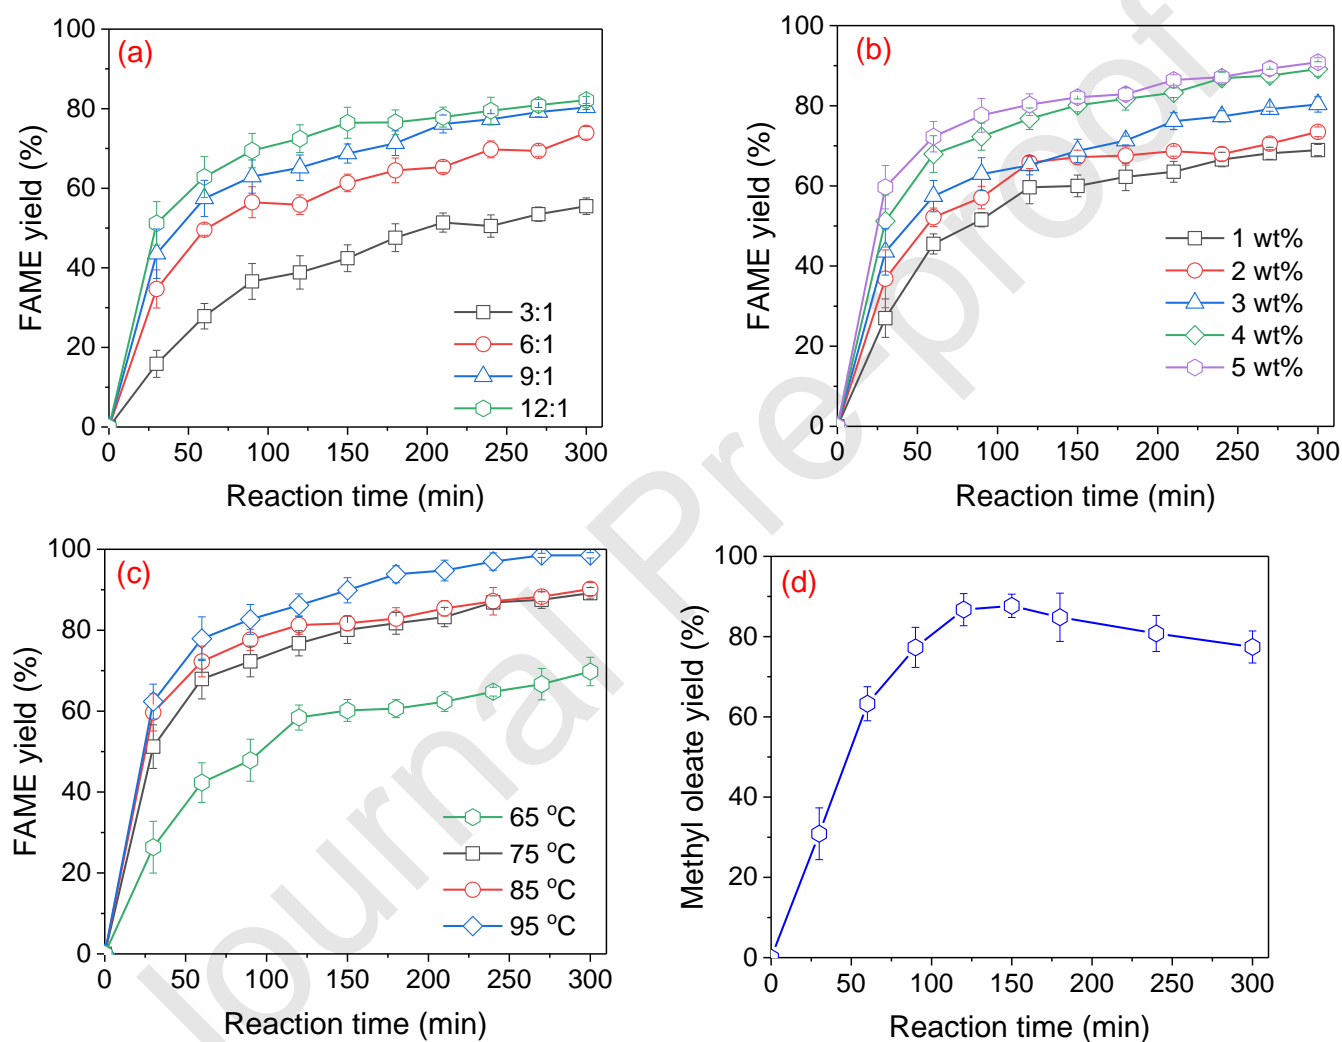 (a)
FAME yield (%)
100
80
60
40
20
0
3:1
6:1
9:1
12:1
0 50 100 150 200 250 300
Reaction time (min)
(b)
FAME yield (%)
100
80
60
40
20
0
1 wt%
2 wt%
3 wt%
4 wt%
5 wt%
0 50 100 150 200 250 300
Reaction time (min)
(c)
FAME yield (%)
100
80
60
40
20
0
65 °C
75 °C
85 °C
95 °C
0 50 100 150 200 250 300
Reaction time (min)
(d)
Methyl oleate yield (%)
100
80
60
40
20
0
0 50 100 150 200 250 300
Reaction time (min)
Journal Pre-proof